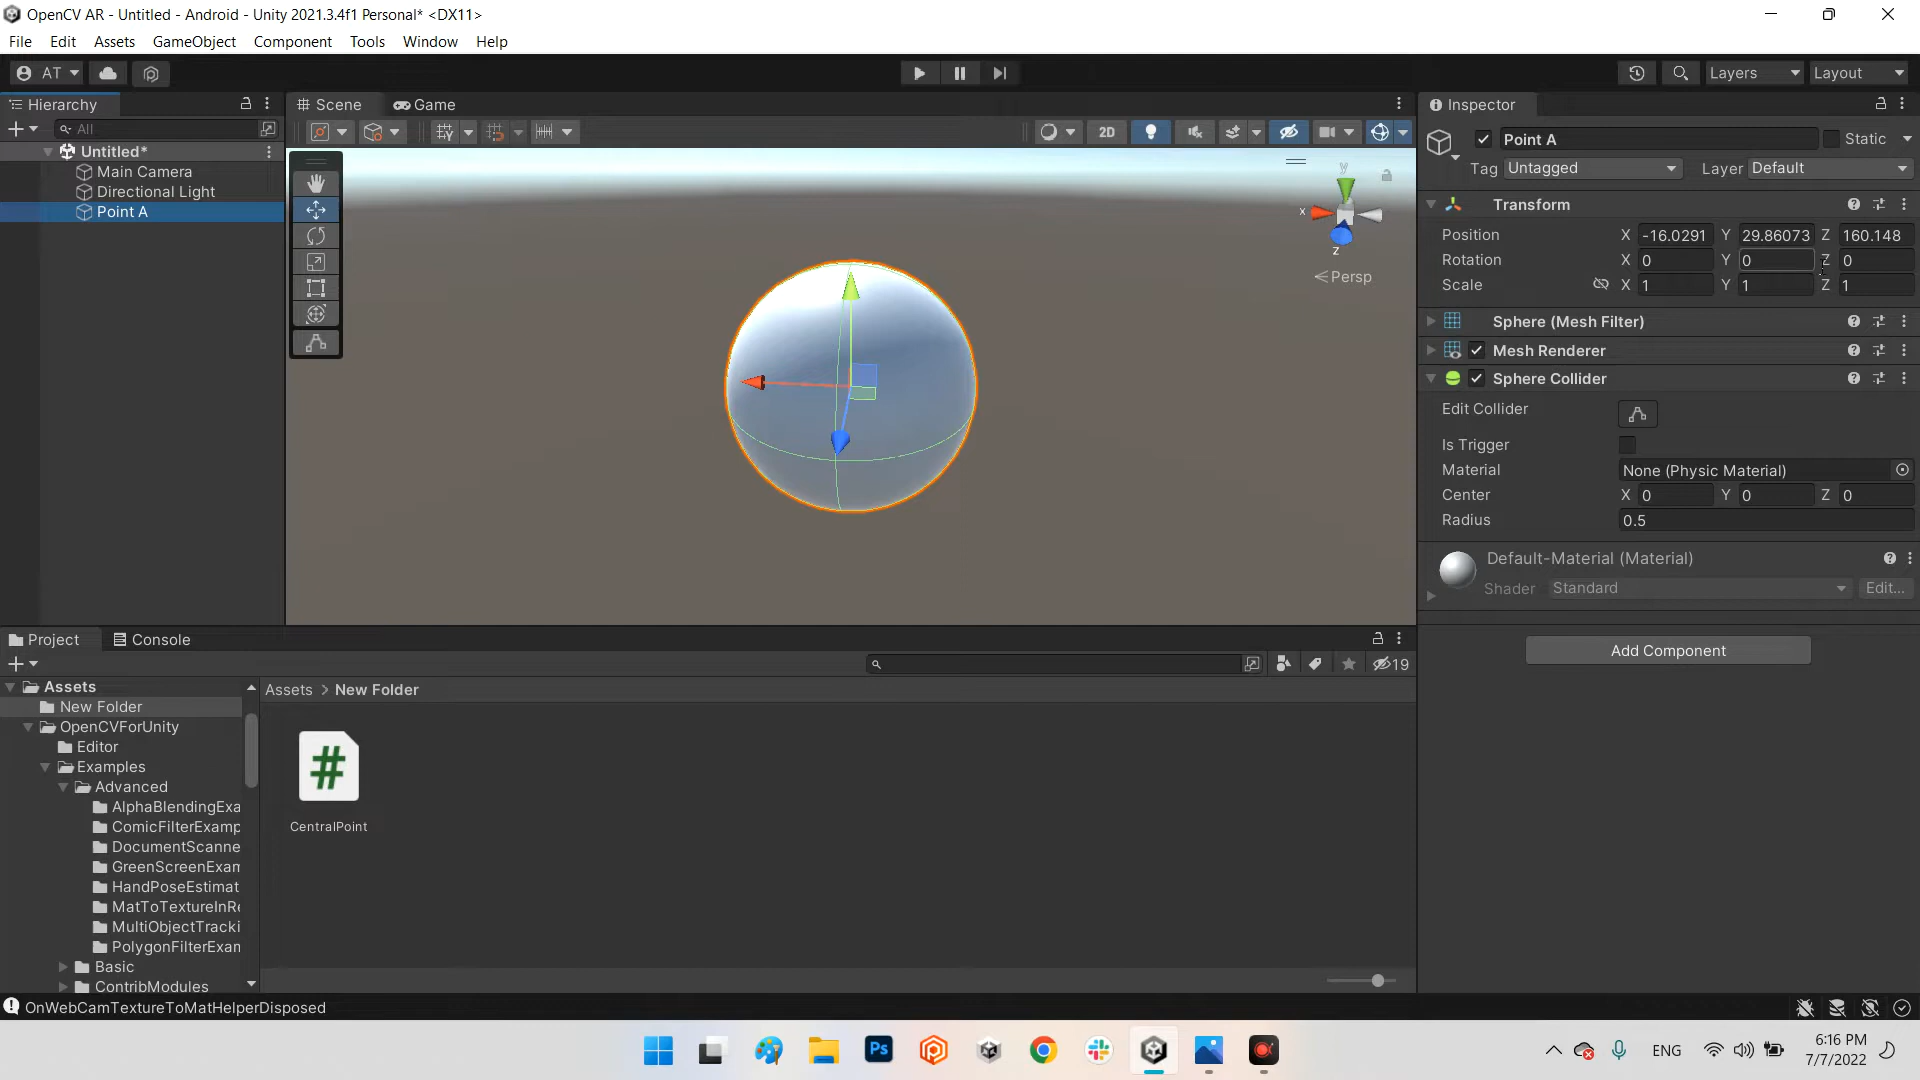 OpenCV AR - Untitled - Android - Unity 2021.3.4f1 Personal* <DX11>
File Edit Assets GameObject Component Tools Window Help
AT Layers Layout
Hierarchy
All
Untitled*
Main Camera
Directional Light
Point A
Scene Game
2D
y
x
z
Persp
Inspector
Point A Static
Tag Untagged Layer Default
Transform
Position X -16.0291 Y 29.86073 Z 160.148
Rotation X 0 Y 0 Z 0
Scale X 1 Y 1 Z 1
Sphere (Mesh Filter)
Mesh Renderer
Sphere Collider
Edit Collider
Is Trigger
Material None (Physic Material)
Center X 0 Y 0 Z 0
Radius 0.5
Default-Material (Material)
Shader Standard Edit...
Add Component
Project Console
19
Assets
New Folder
OpenCVForUnity
Editor
Examples
Advanced
AlphaBlendingExa
ComicFilterExamp
DocumentScanne
GreenScreenExam
HandPoseEstimat
MatToTextureInRe
MultiObjectTracki
PolygonFilterExam
Basic
ContribModules
Assets > New Folder
#
CentralPoint
OnWebCamTextureToMatHelperDisposed
Ps
ENG
6:16 PM
7/7/2022